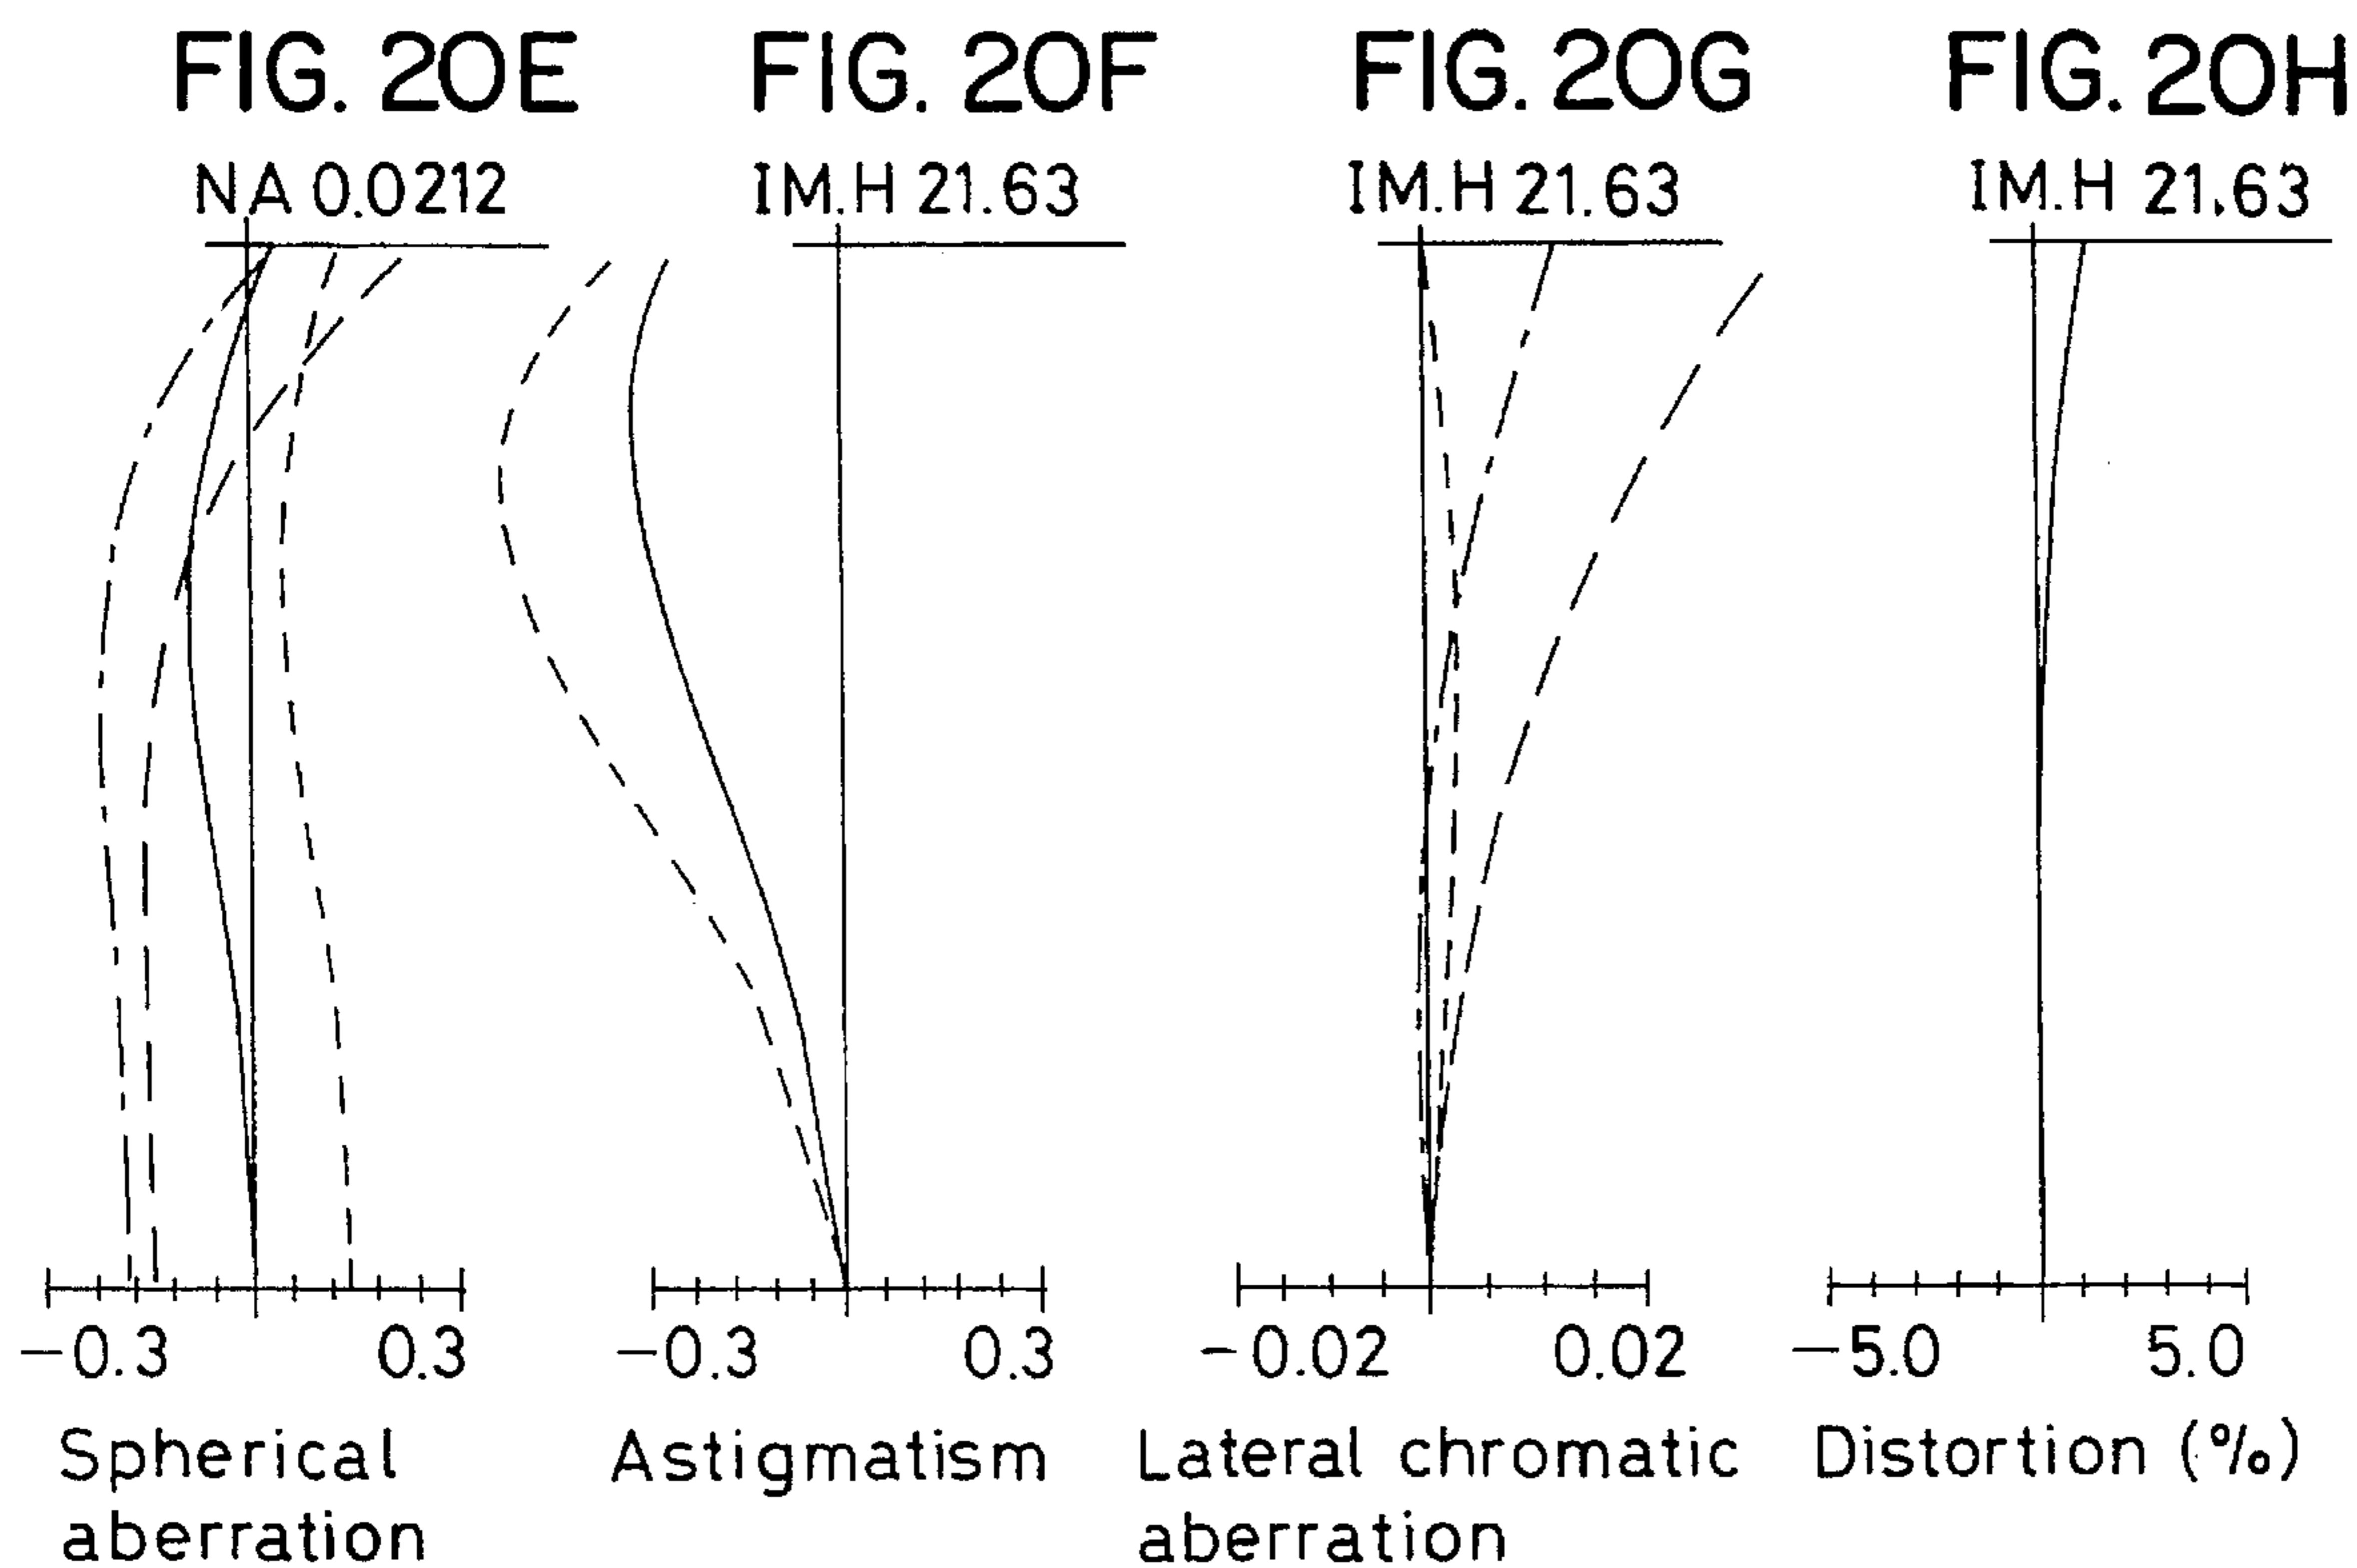 FIG. 20E FIG. 20F FIG. 20G FIG. 20H
NA 0.0212 IM.H 21.63 IM.H 21.63 IM.H 21.63
−0.3 0.3 −0.3 0.3 −0.02 0.02 −5.0 5.0
Spherical Astigmatism Lateral chromatic Distortion (%)
aberration aberration